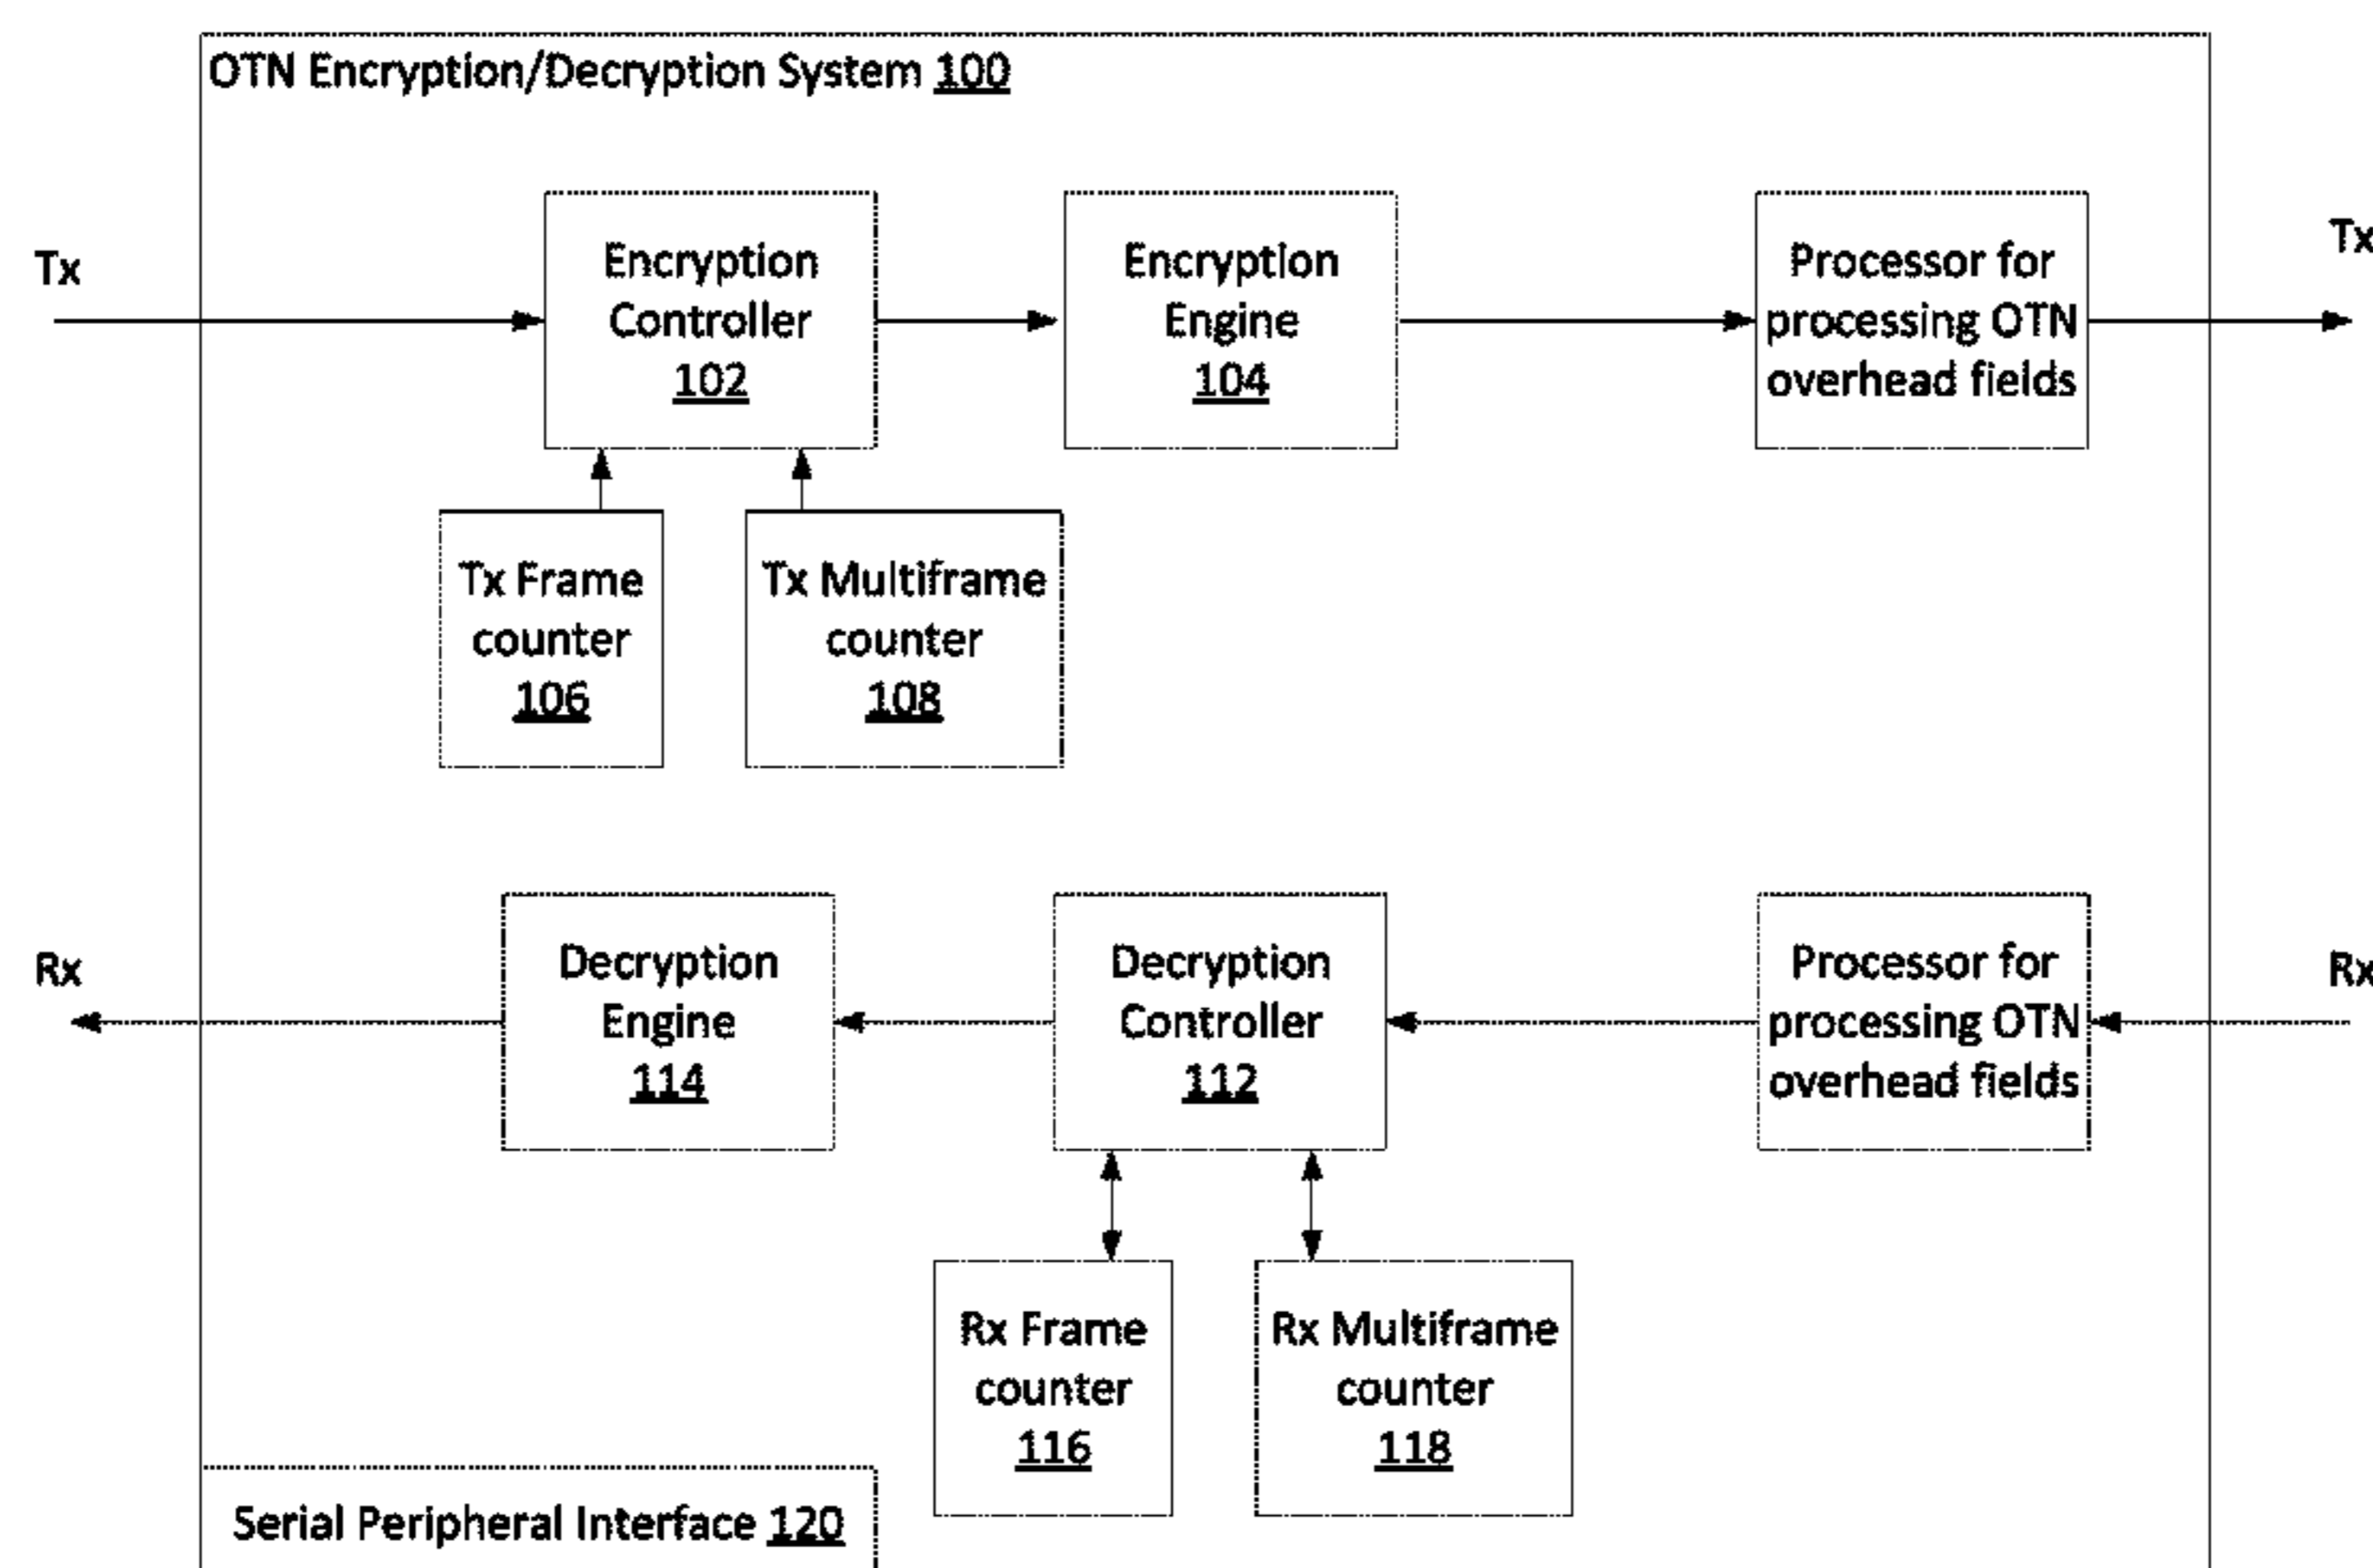 OTN Encryption/Decryption System 100
Tx
Encryption
Controller
102
Encryption
Engine
104
Processor for
processing OTN
overhead fields
Tx
Tx Frame
counter
106
Tx Multiframe
counter
108
Rx
Decryption
Engine
114
Decryption
Controller
112
Processor for
processing OTN
overhead fields
Rx
Rx Frame
counter
116
Rx Multiframe
counter
118
Serial Peripheral Interface 120